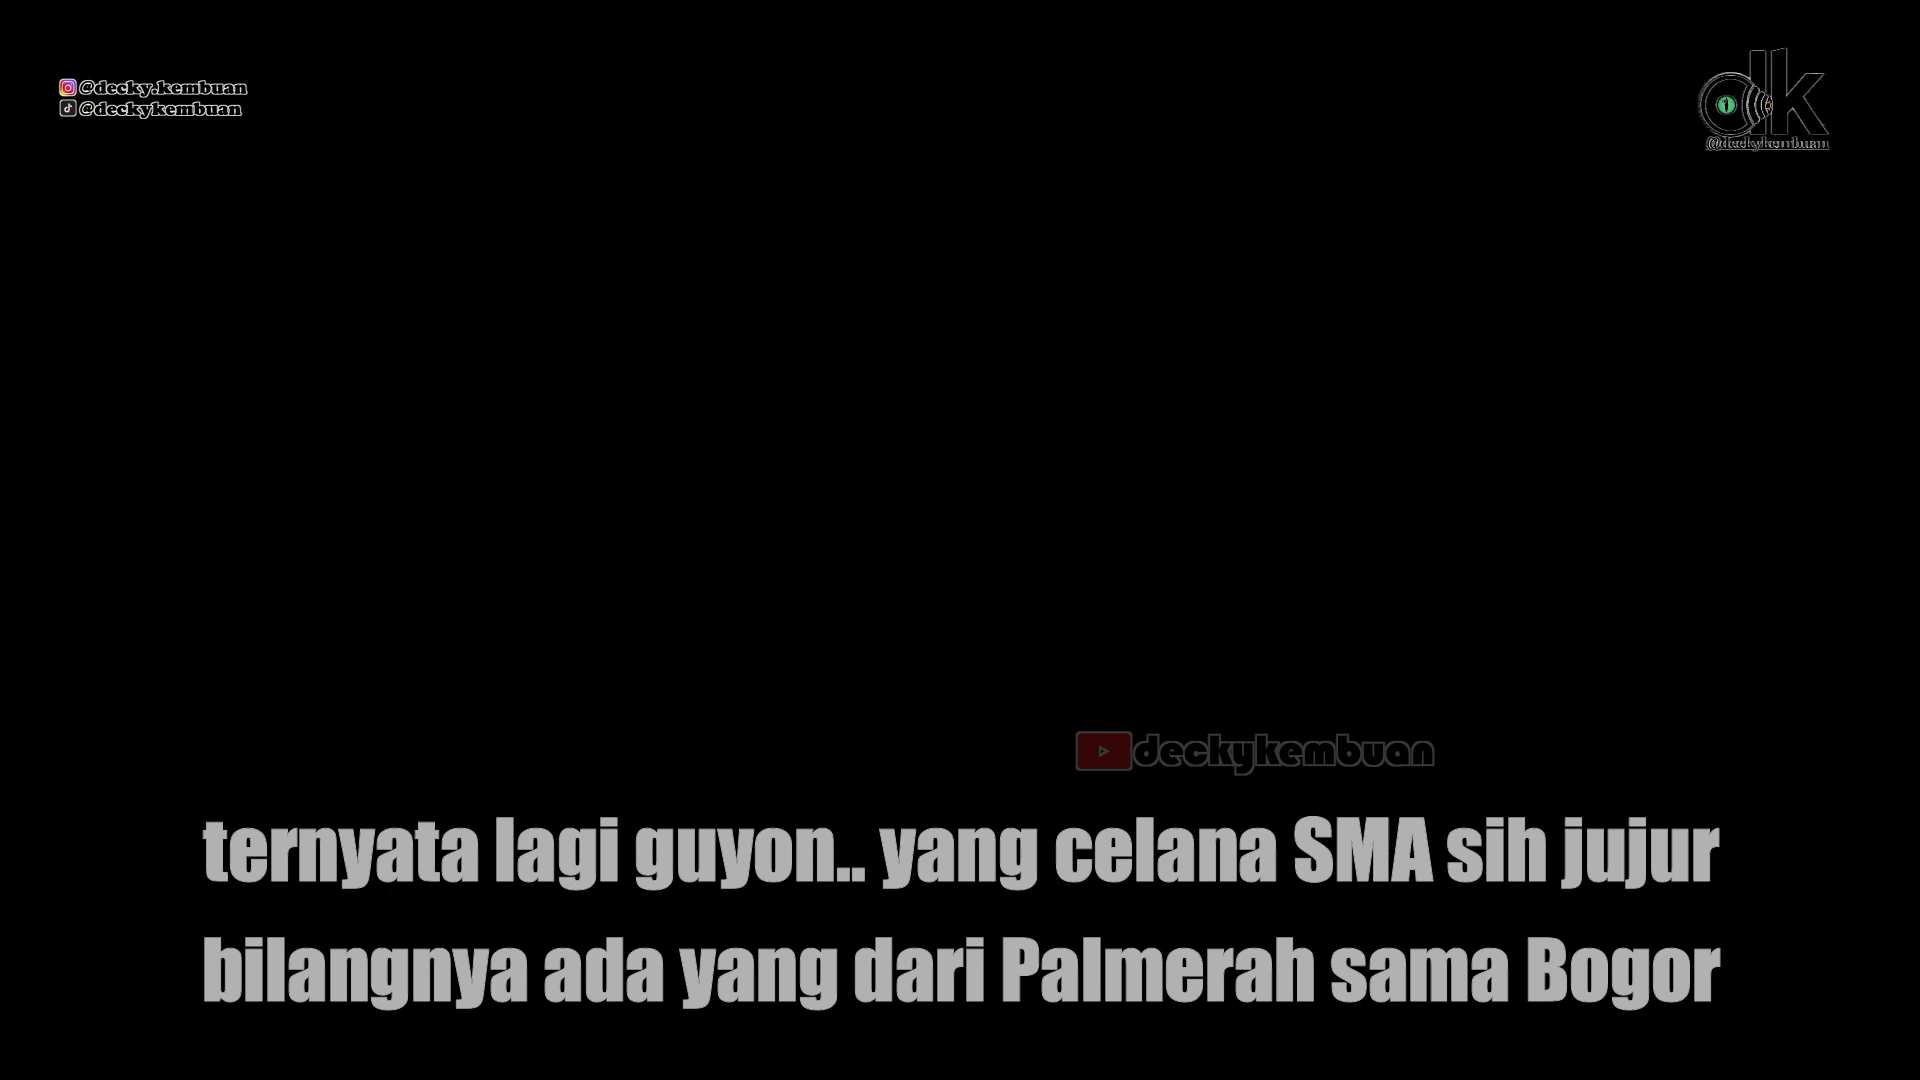 @decky.kembuan
@deckykembuan
dk
@deckykembuan
deckykembuan
ternyata lagi guyon.. yang celana SMA sih jujur
bilangnya ada yang dari Palmerah sama Bogor